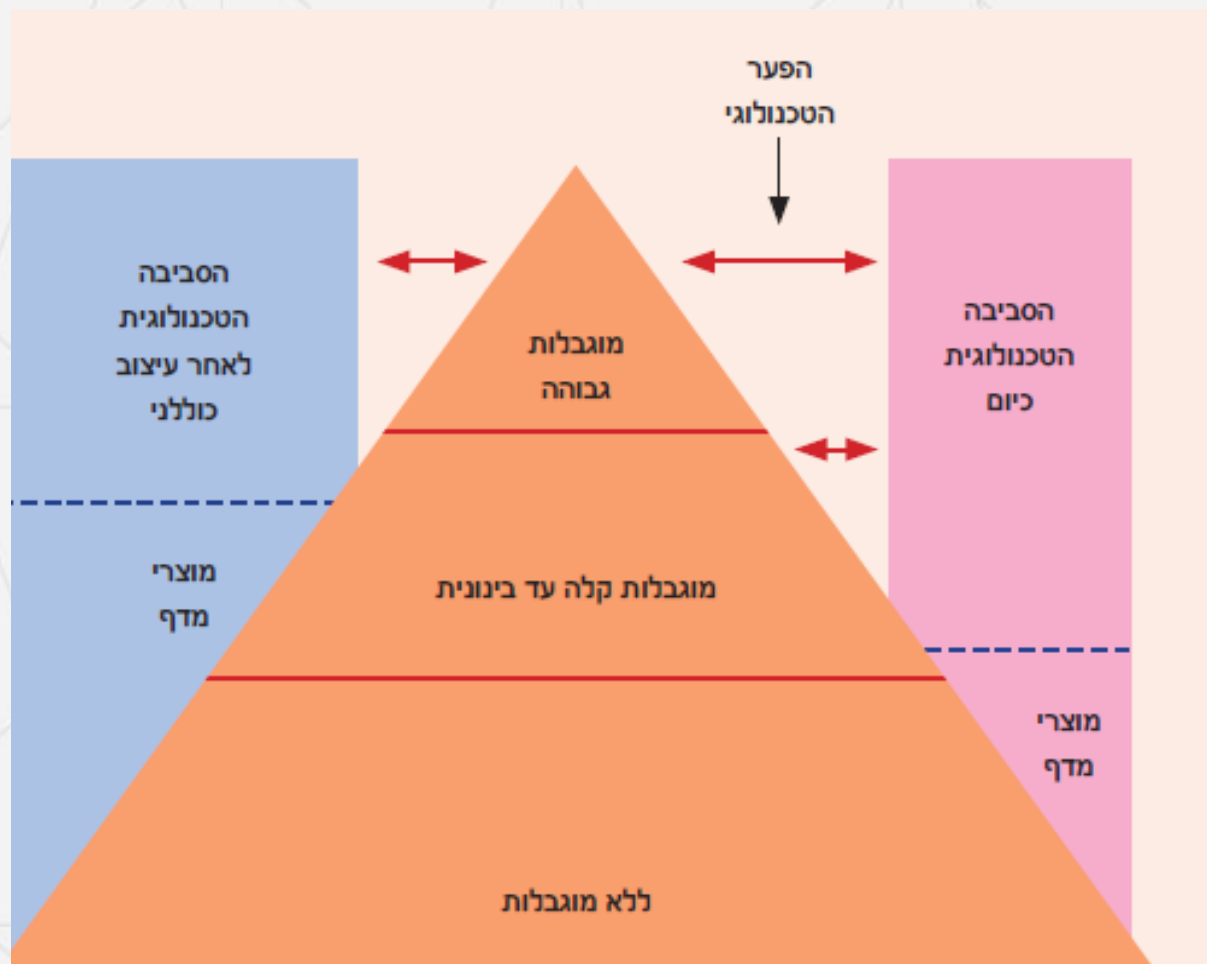 הפער
הטכנולוגי
הסביבה
הטכנולוגית
כיום
מוצרי
מדף
מוגבלות
גבוהה
מוגבלות קלה עד בינונית
ללא מוגבלות
הסביבה
הטכנולוגית
לאחר עיצוב
כוללני
מוצרי
מדף